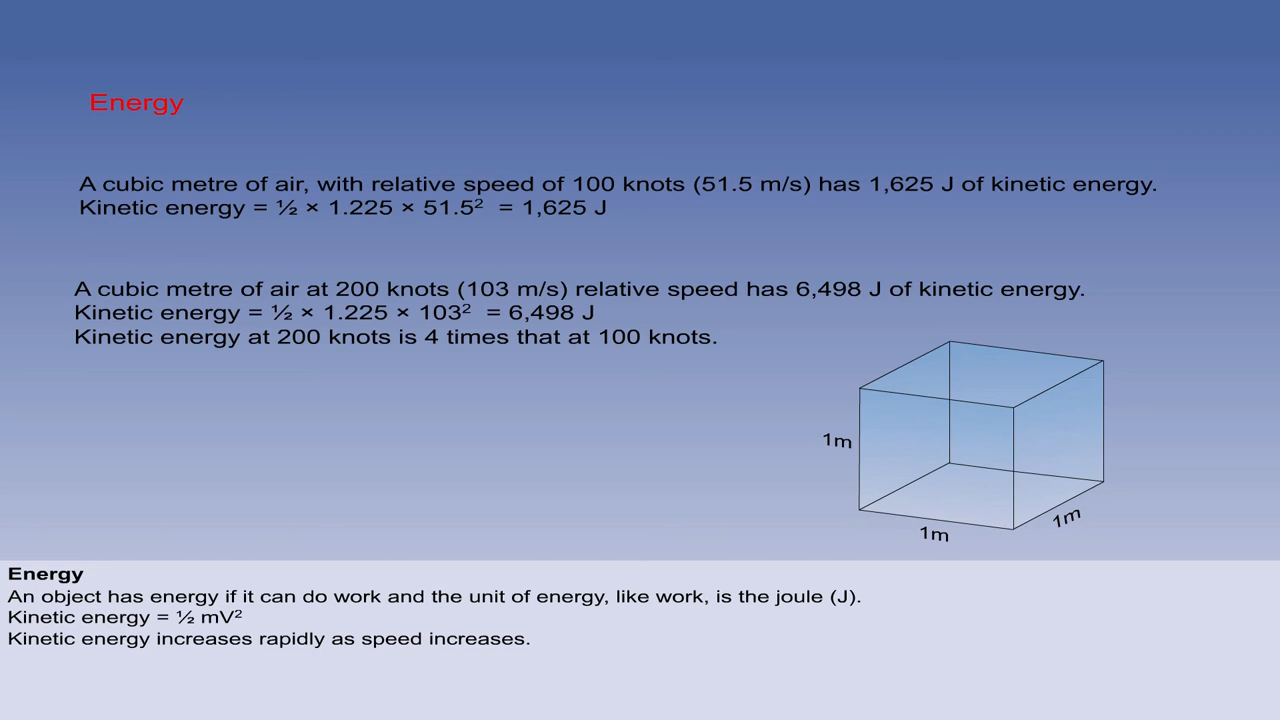 Energy
A cubic metre of air, with relative speed of 100 knots (51.5 m/s) has 1,625 J of kinetic energy.
Kinetic energy = ½ × 1.225 × 51.5² = 1,625 J
A cubic metre of air at 200 knots (103 m/s) relative speed has 6,498 J of kinetic energy.
Kinetic energy = ½ × 1.225 × 103² = 6,498 J
Kinetic energy at 200 knots is 4 times that at 100 knots.
1m
1m
1m
Energy
An object has energy if it can do work and the unit of energy, like work, is the joule (J).
Kinetic energy = ½ mV²
Kinetic energy increases rapidly as speed increases.